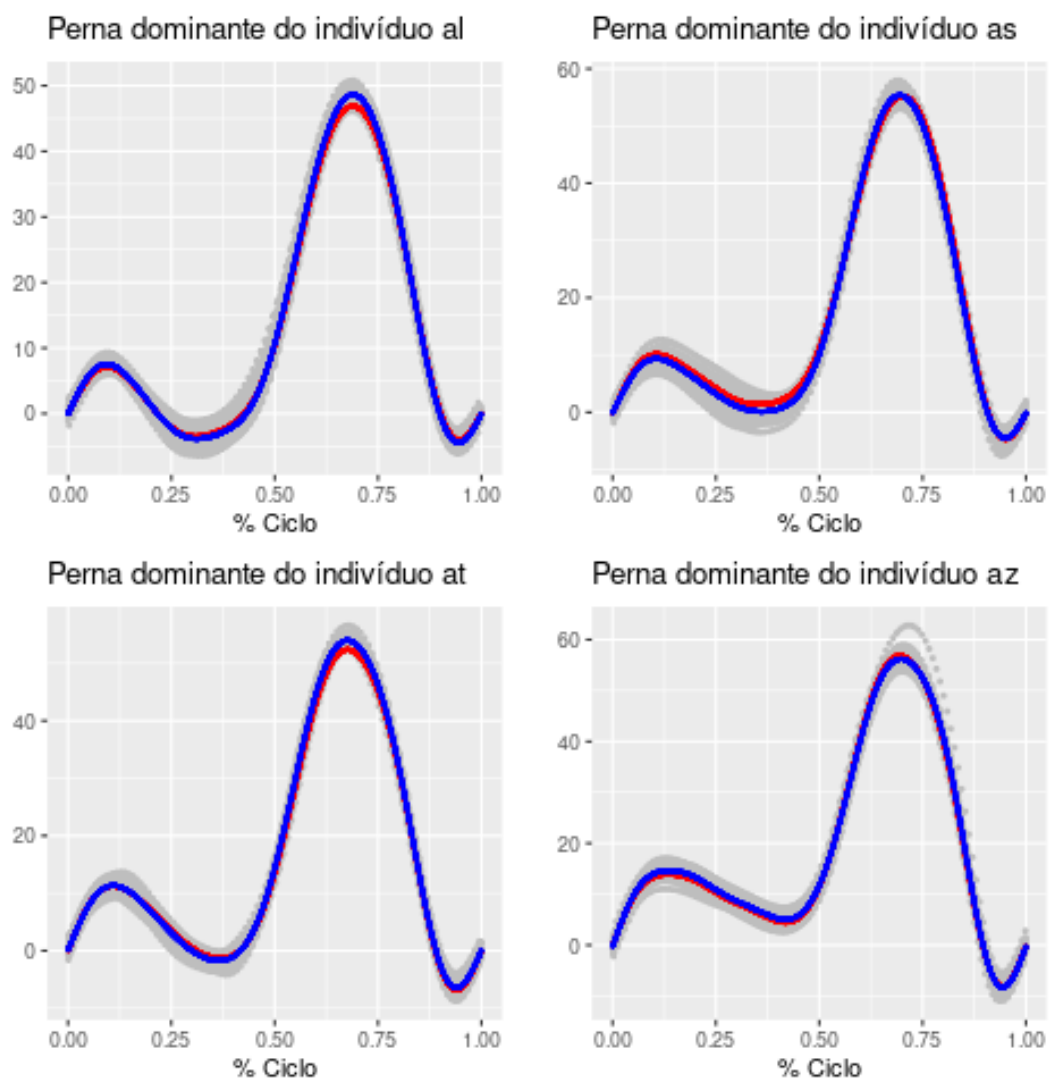 Perna dominante do indivíduo al
50
40
30
20
10
0
0.00 0.25 0.50 0.75 1.00
% Ciclo
Perna dominante do indivíduo as
60
40
20
0
0.00 0.25 0.50 0.75 1.00
% Ciclo
Perna dominante do indivíduo at
40
20
0
0.00 0.25 0.50 0.75 1.00
% Ciclo
Perna dominante do indivíduo az
60
40
20
0
0.00 0.25 0.50 0.75 1.00
% Ciclo